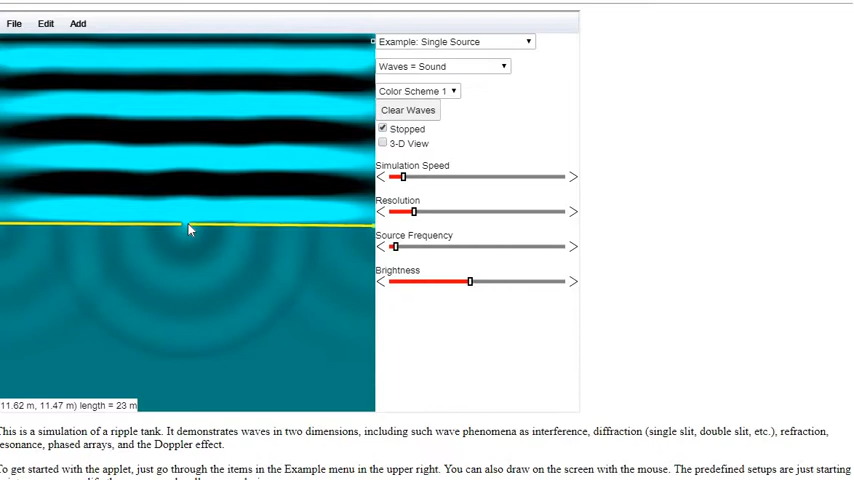 File Edit Add
Example: Single Source
Waves = Sound
Color Scheme 1
Clear Waves
Stopped
3-D View
Simulation Speed
Resolution
Source Frequency
Brightness
11.62 m, 11.47 m) length = 23 m
This is a simulation of a ripple tank. It demonstrates waves in two dimensions, including such wave phenomena as interference, diffraction (single slit, double slit, etc.), refraction,
resonance, phased arrays, and the Doppler effect.
To get started with the applet, just go through the items in the Example menu in the upper right. You can also draw on the screen with the mouse. The predefined setups are just starting